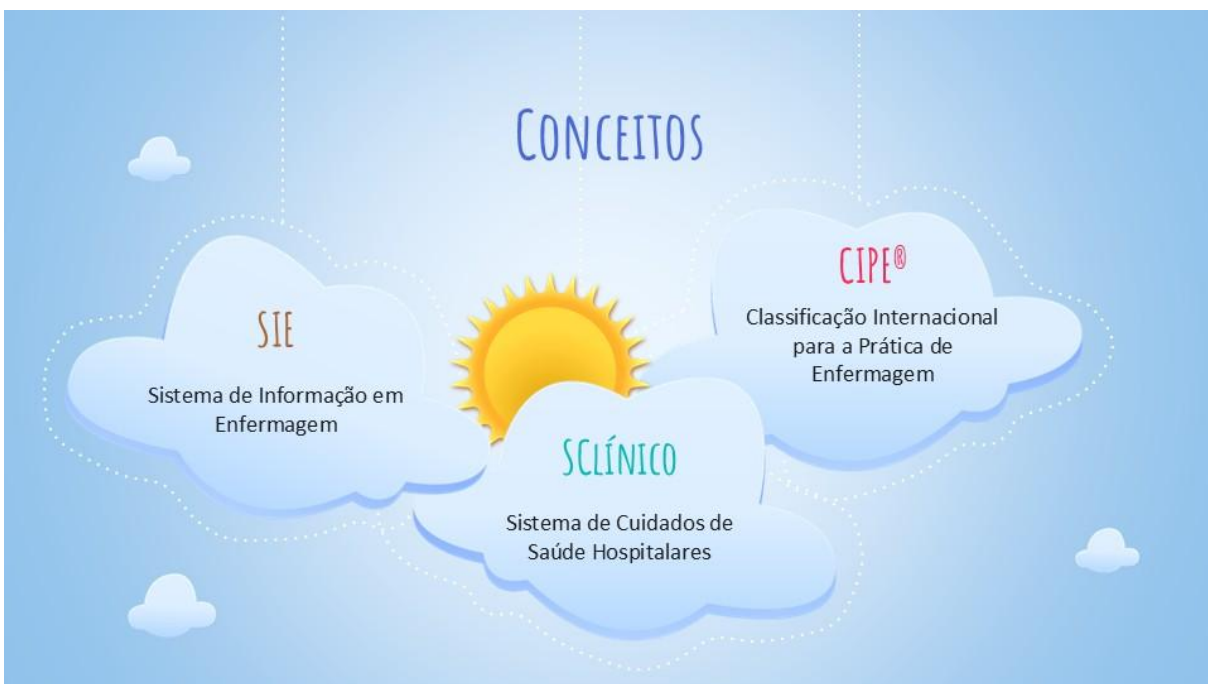 CONCEITOS
SIE
Sistema de Informação em
Enfermagem
SCLÍNICO
Sistema de Cuidados de
Saúde Hospitalares
CIPE®
Classificação Internacional
para a Prática de
Enfermagem